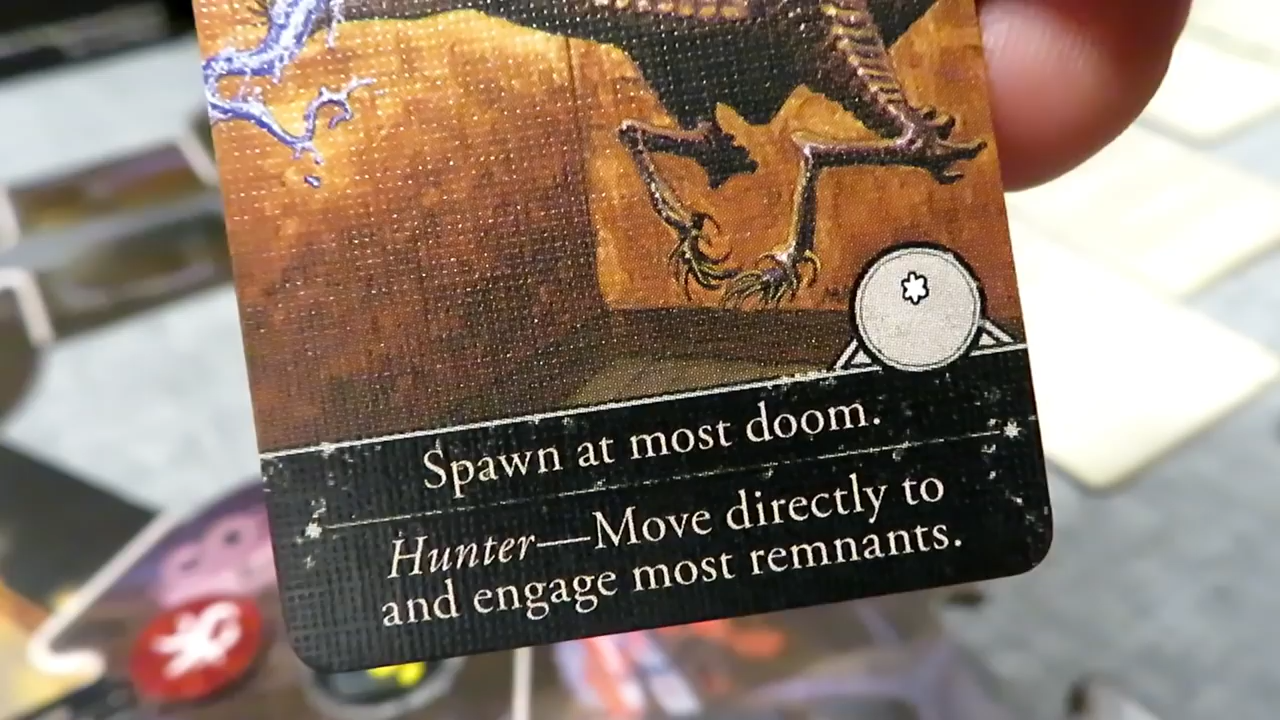 Spawn at most doom.
Hunter—Move directly to
and engage most remnants.